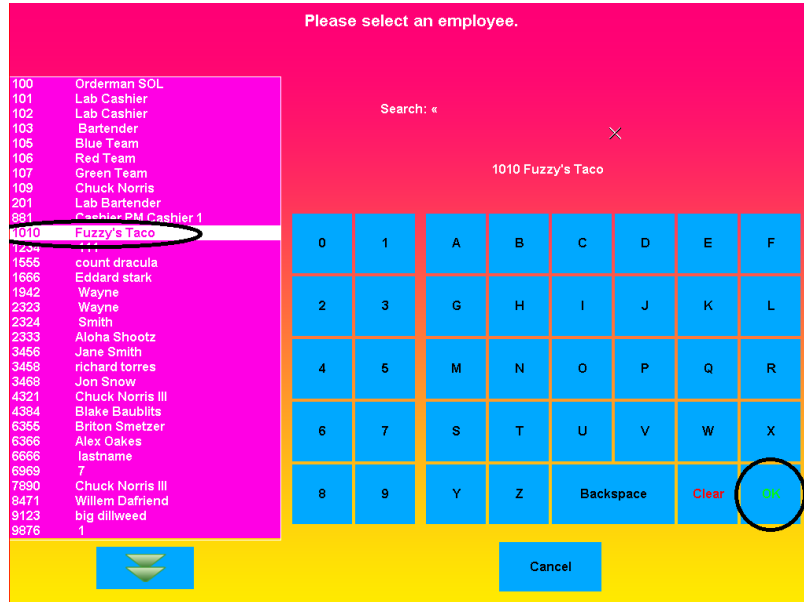 Please select an employee.
100 Orderman SOL
101 Lab Cashier
102 Lab Cashier
103 Bartender
105 Blue Team
106 Red Team
107 Green Team
109 Chuck Norris
201 Lab Bartender
881 Cashier PM Cashier 1
1010 Fuzzy's Taco
1234
1555 count dracula
1666 Eddard stark
1942 Wayne
2323 Wayne
2324 Smith
2333 Aloha Shootz
3456 Jane Smith
3458 richard torres
3468 Jon Snow
4321 Chuck Norris III
4384 Blake Baublits
6355 Briton Smetzer
6366 Alex Oakes
6666 lastname
6969 7
7890 Chuck Norris III
8471 Willem Dafriend
9123 big dillweed
9876 1
Search: «
1010 Fuzzy's Taco
0 1 A B C D E F
2 3 G H I J K L
4 5 M N O P Q R
6 7 S T U V W X
8 9 Y Z Backspace Clear OK
Cancel